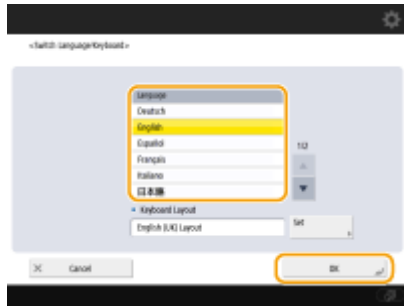 <Switch Language/Keyboard>
Language
Deutsch
English
Español
Français
Italiano
日本語
1/2
Keyboard Layout
English (UK) Layout
Set
Cancel
OK